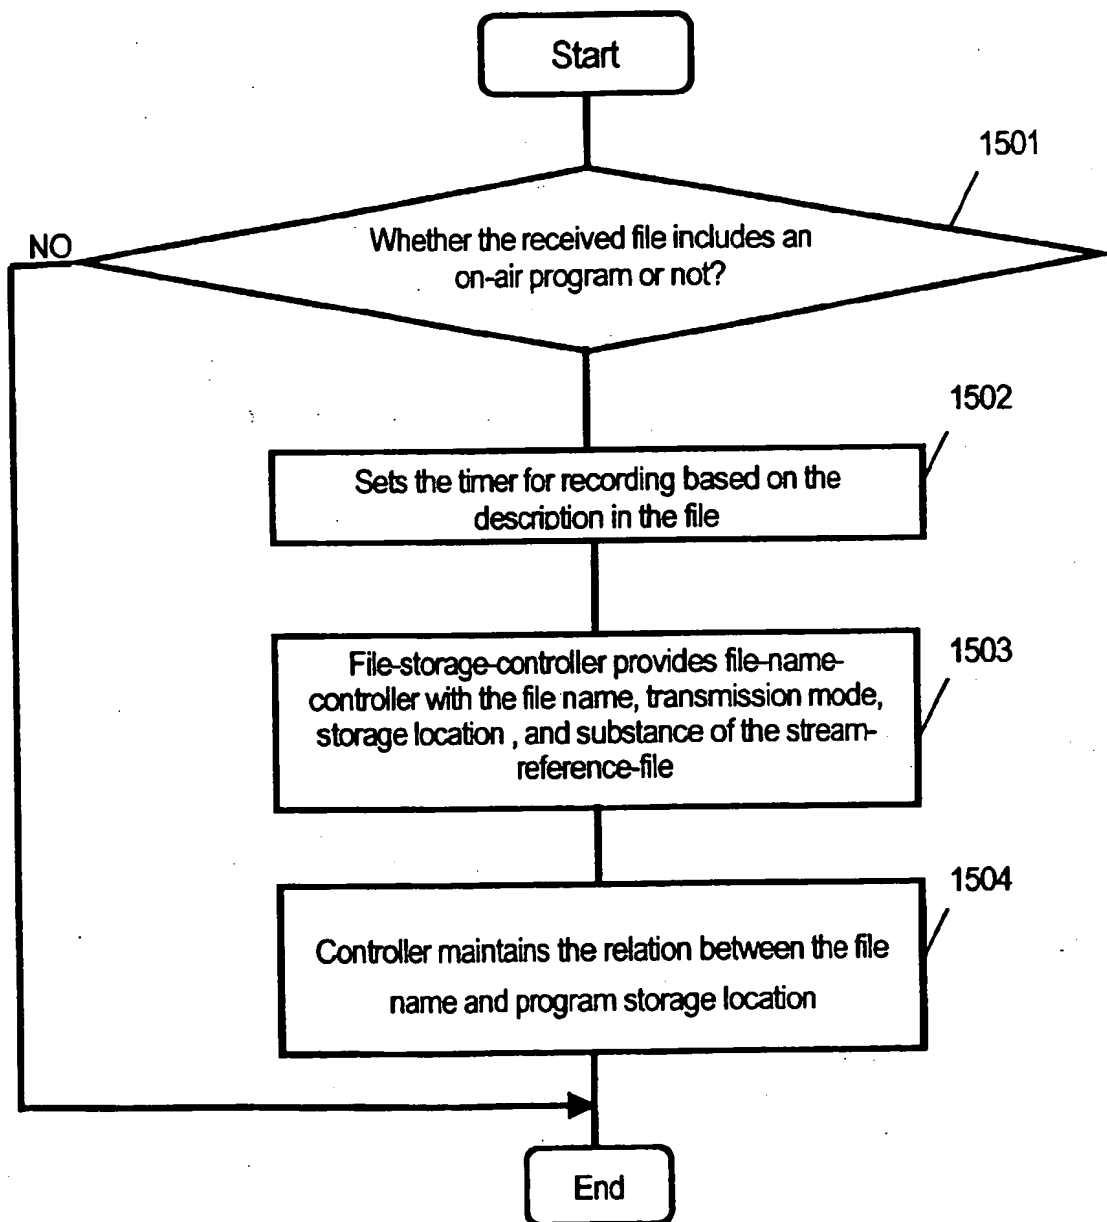 Start
1501
NO
Whether the received file includes an
on-air program or not?
1502
Sets the timer for recording based on the
description in the file
1503
File-storage-controller provides file-name-
controller with the file name, transmission mode,
storage location , and substance of the stream-
reference-file
1504
Controller maintains the relation between the file
name and program storage location
End